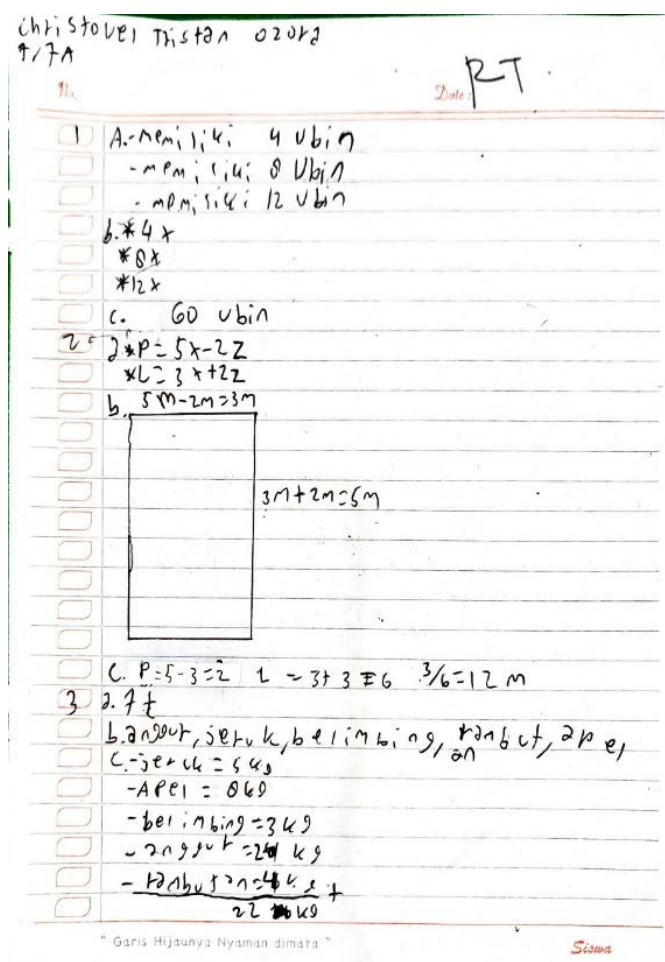 Christovel Tristan ozora
7/7A
No.
Date: RT.
1 A.-memiliki 4 Ubin
-memiliki 8 Ubin
-memiliki 12 Ubin
b.*4x
*8x
*12x
c. 60 ubin
2 a*P=5x-2z
*L=3x+2z
b. 5m-2m=3m
3m+2m=5m
C. P=5-3=2 L=3+3=6 3/6=12 m
3 a. 7t
b.anggur, jeruk, belimbing, rambutan, apel
C.-jeruk=5kg
-Apel=8kg
-belimbing=3kg
-anggur=2 kg
-rambutan=4kg +
22 kg
"Garis Hijaunya Nyaman dimata"
Siswa